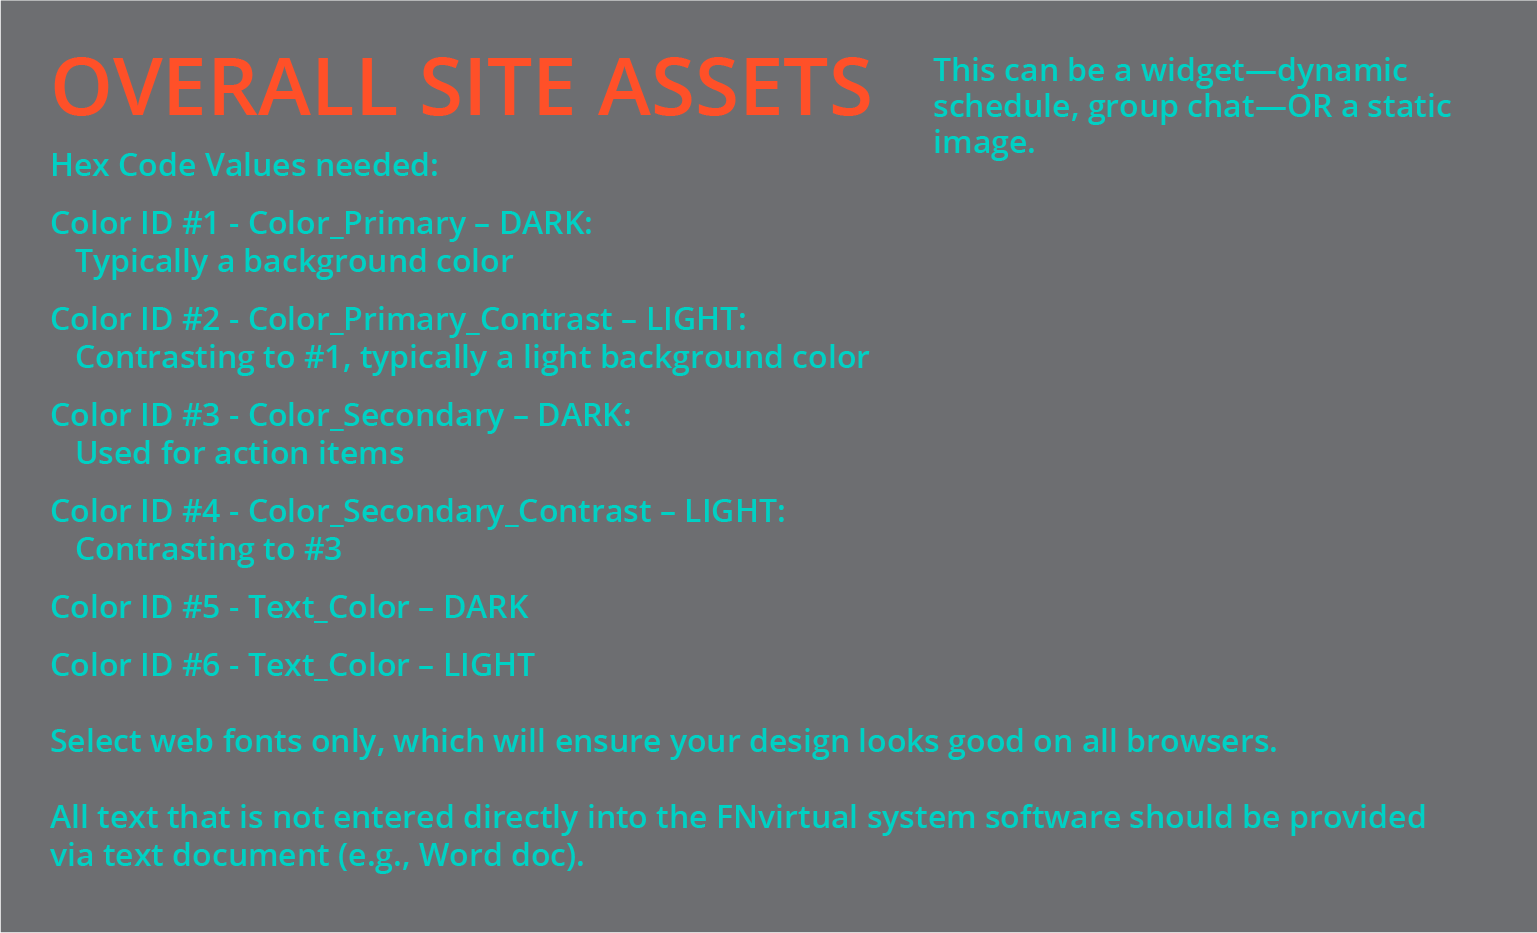 OVERALL SITE ASSETS
This can be a widget—dynamic
schedule, group chat—OR a static
image.
Hex Code Values needed:
Color ID #1 - Color_Primary – DARK:
Typically a background color
Color ID #2 - Color_Primary_Contrast – LIGHT:
Contrasting to #1, typically a light background color
Color ID #3 - Color_Secondary – DARK:
Used for action items
Color ID #4 - Color_Secondary_Contrast – LIGHT:
Contrasting to #3
Color ID #5 - Text_Color – DARK
Color ID #6 - Text_Color – LIGHT
Select web fonts only, which will ensure your design looks good on all browsers.
All text that is not entered directly into the FNvirtual system software should be provided
via text document (e.g., Word doc).